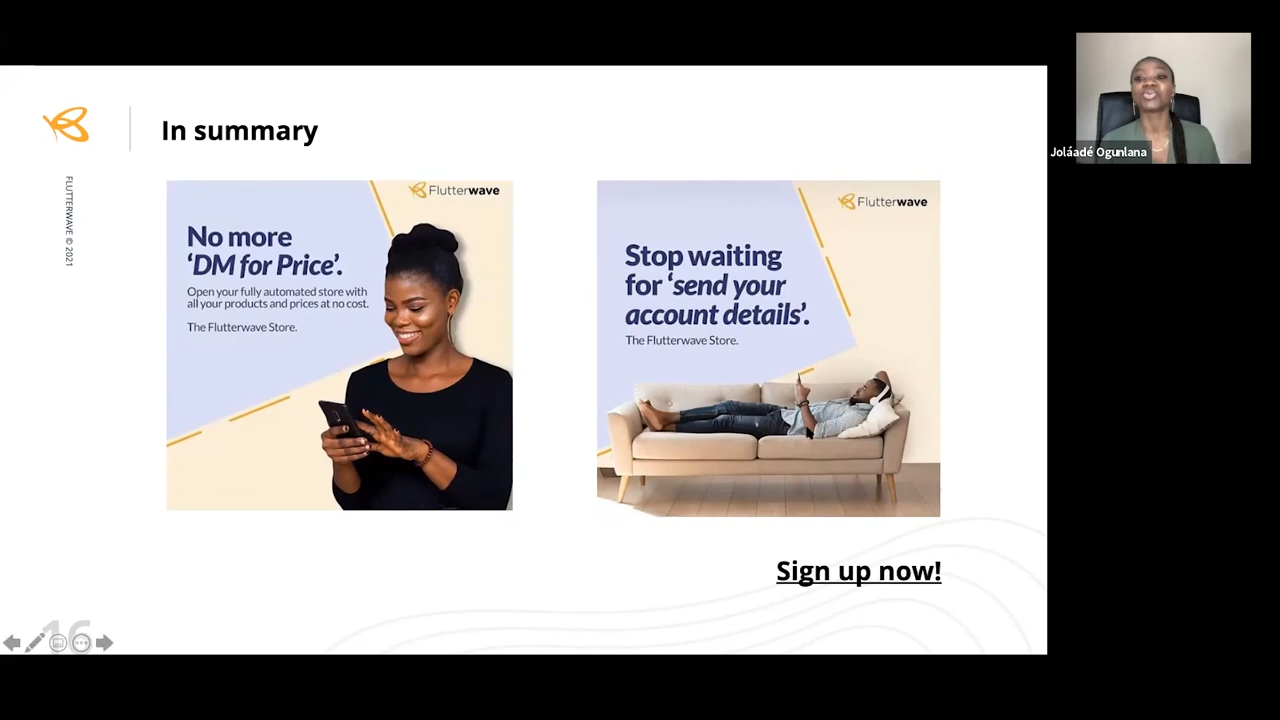 In summary
FLUTTERWAVE © 2021
Flutterwave
No more
‘DM for Price’.
Open your fully automated store with
all your products and prices at no cost.
The Flutterwave Store.
Flutterwave
Stop waiting
for ‘send your
account details’.
The Flutterwave Store.
Sign up now!
16
Joláadé Ogunlana